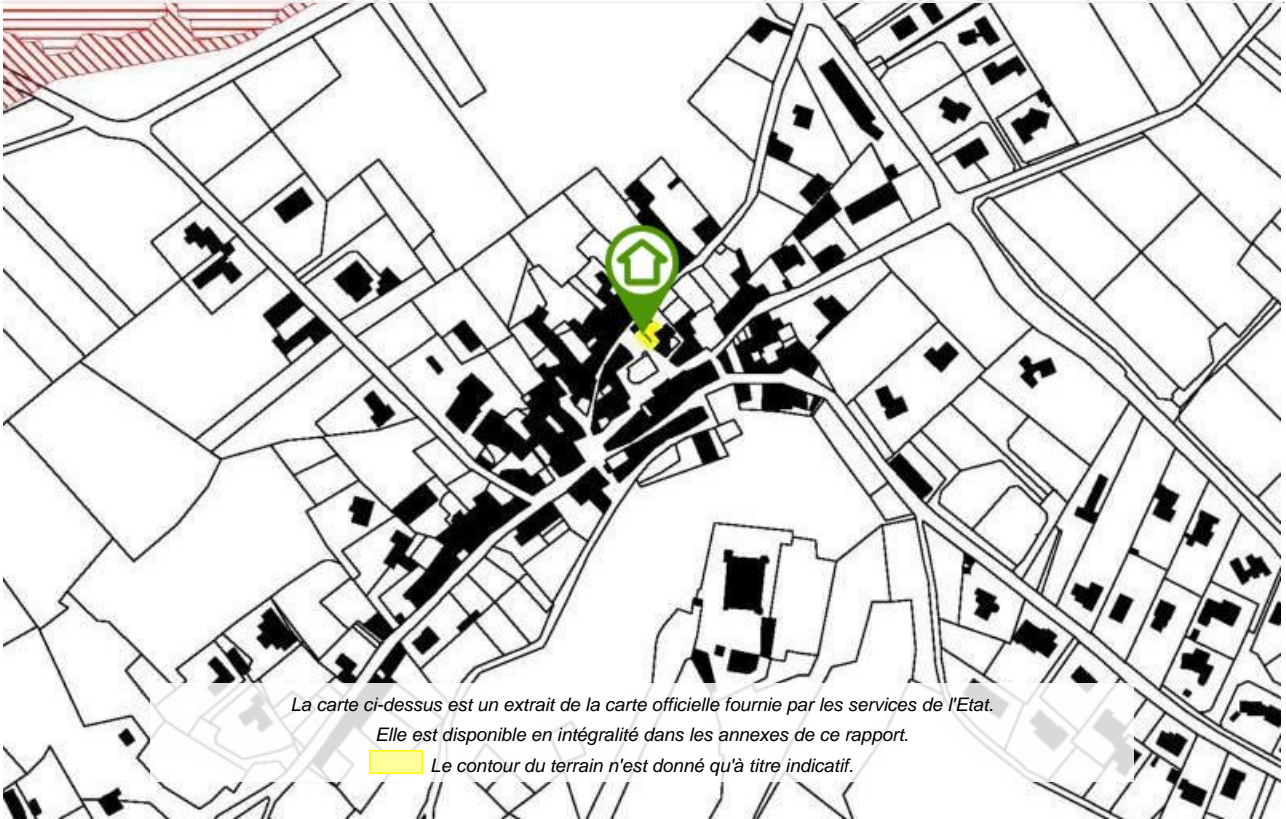 La carte ci-dessus est un extrait de la carte officielle fournie par les services de l'Etat.
Elle est disponible en intégralité dans les annexes de ce rapport.
Le contour du terrain n'est donné qu'à titre indicatif.